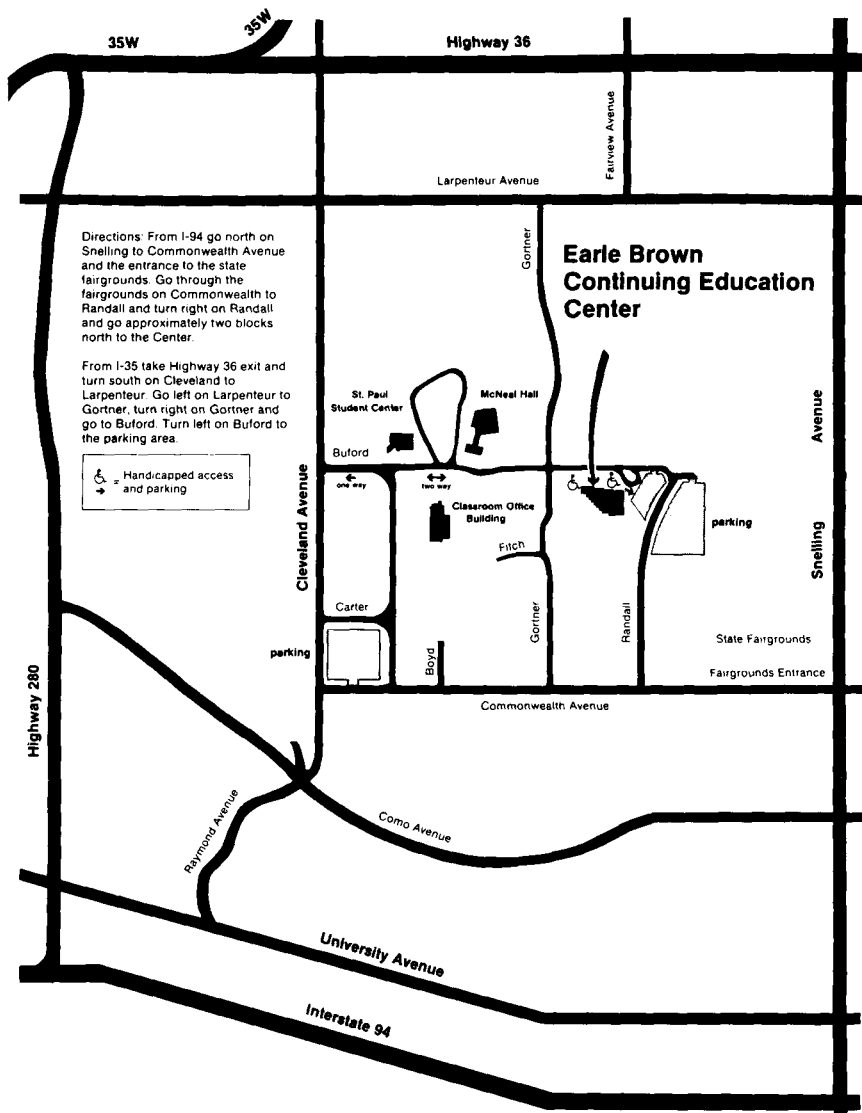 35W
35W
Highway 36
Fairview Avenue
Larpenteur Avenue
Directions: From I-94 go north on
Snelling to Commonwealth Avenue
and the entrance to the state
fairgrounds. Go through the
fairgrounds on Commonwealth to
Randall and turn right on Randall
and go approximately two blocks
north to the Center.
From I-35 take Highway 36 exit and
turn south on Cleveland to
Larpenteur. Go left on Larpenteur to
Gortner, turn right on Gortner and
go to Buford. Turn left on Buford to
the parking area.
= Handicapped access
and parking
Gortner
Earle Brown
Continuing Education
Center
St. Paul
Student Center
McNeal Hall
Buford
one way
two way
Cleveland Avenue
Classroom Office
Building
parking
Snelling Avenue
Fitch
Carter
parking
Boyd
Gortner
Randall
State Fairgrounds
Fairgrounds Entrance
Commonwealth Avenue
Highway 280
Raymond Avenue
Como Avenue
University Avenue
Interstate 94